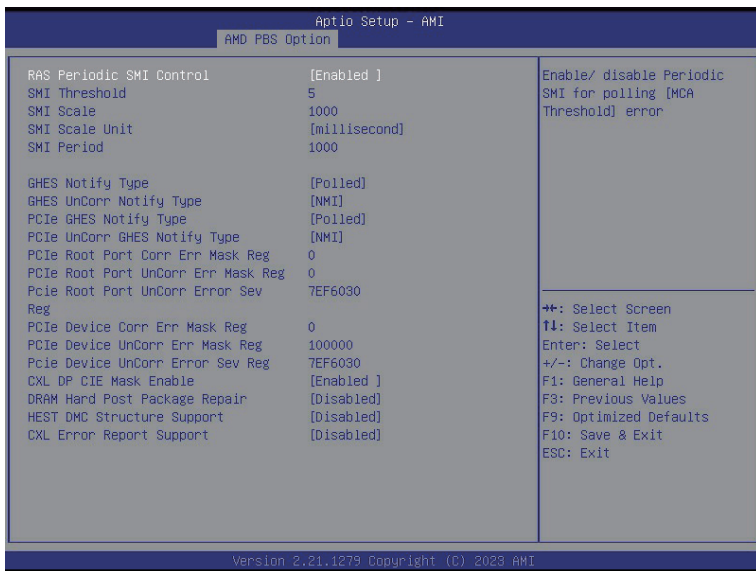 Aptio Setup – AMI
AMD PBS Option
RAS Periodic SMI Control [Enabled ]
SMI Threshold 5
SMI Scale 1000
SMI Scale Unit [millisecond]
SMI Period 1000
GHES Notify Type [Polled]
GHES UnCorr Notify Type [NMI]
PCIe GHES Notify Type [Polled]
PCIe UnCorr GHES Notify Type [NMI]
PCIe Root Port Corr Err Mask Reg 0
PCIe Root Port UnCorr Err Mask Reg 0
Pcie Root Port UnCorr Error Sev 7EF6030
Reg
PCIe Device Corr Err Mask Reg 0
PCIe Device UnCorr Err Mask Reg 100000
Pcie Device UnCorr Error Sev Reg 7EF6030
CXL DP CIE Mask Enable [Enabled ]
DRAM Hard Post Package Repair [Disabled]
HEST DMC Structure Support [Disabled]
CXL Error Report Support [Disabled]
Enable/ disable Periodic
SMI for polling [MCA
Threshold] error
→←: Select Screen
↑↓: Select Item
Enter: Select
+/-: Change Opt.
F1: General Help
F3: Previous Values
F9: Optimized Defaults
F10: Save & Exit
ESC: Exit
Version 2.21.1279 Copyright (C) 2023 AMI